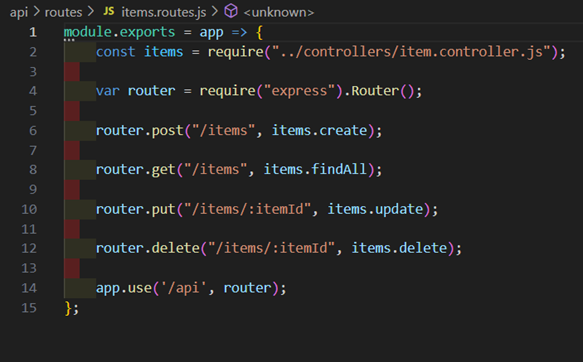 api > routes > JS items.routes.js > <unknown>
1 module.exports = app => {
2 const items = require("../controllers/item.controller.js");
3
4 var router = require("express").Router();
5
6 router.post("/items", items.create);
7
8 router.get("/items", items.findAll);
9
10 router.put("/items/:itemId", items.update);
11
12 router.delete("/items/:itemId", items.delete);
13
14 app.use('/api', router);
15 };